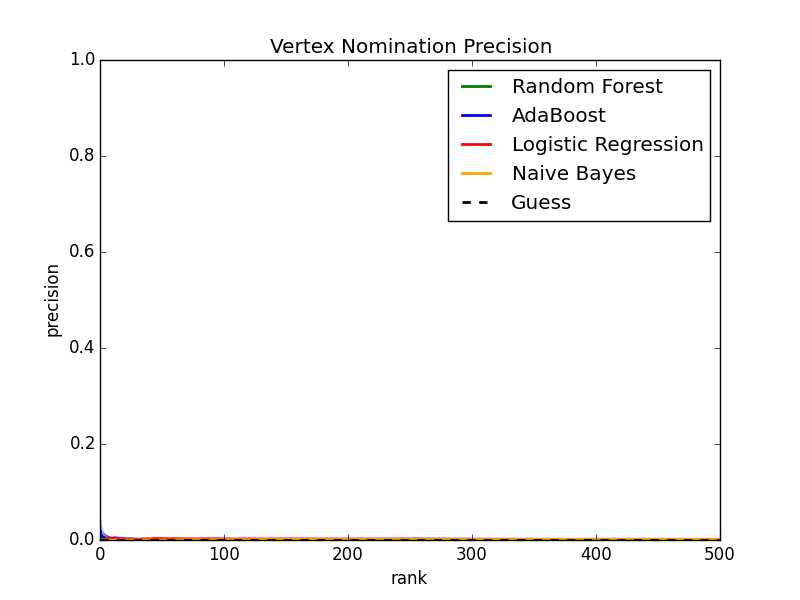 Vertex Nomination Precision
1.0
0.8
0.6
0.4
0.2
0.0
precision
Random Forest
AdaBoost
Logistic Regression
Naive Bayes
Guess
0 100 200 300 400 500
rank